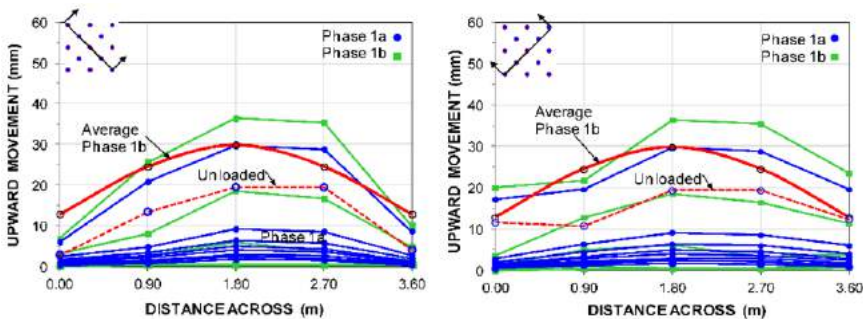 UPWARD MOVEMENT (mm)
60
50
40
30
20
10
0
Phase 1a
Phase 1b
Average
Phase 1b
Unloaded
Phase 1a
0.00 0.90 1.80 2.70 3.60
DISTANCE ACROSS (m)
UPWARD MOVEMENT (mm)
60
50
40
30
20
10
0
Phase 1a
Phase 1b
Average
Phase 1b
Unloaded
0.00 0.90 1.80 2.70 3.60
DISTANCE ACROSS (m)